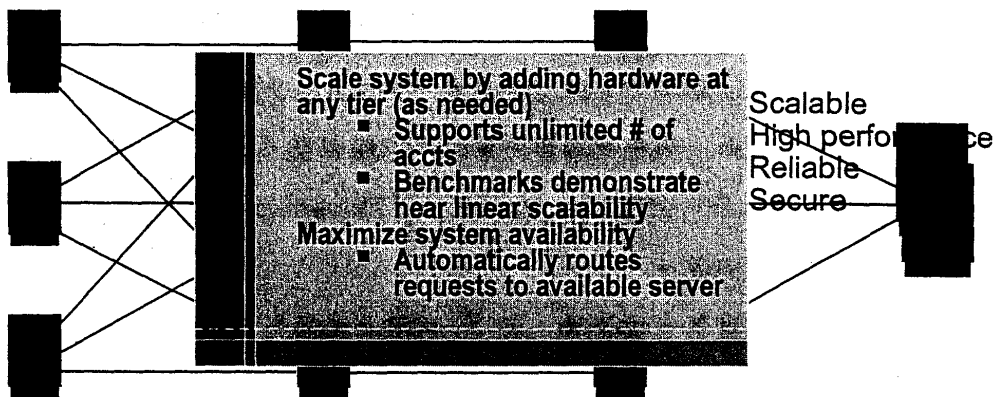 Scale system by adding hardware at
any tier (as needed)
■ Supports unlimited # of
accts
■ Benchmarks demonstrate
near linear scalability
Maximize system availability
■ Automatically routes
requests to available server
Scalable
High
Reliable
Secure